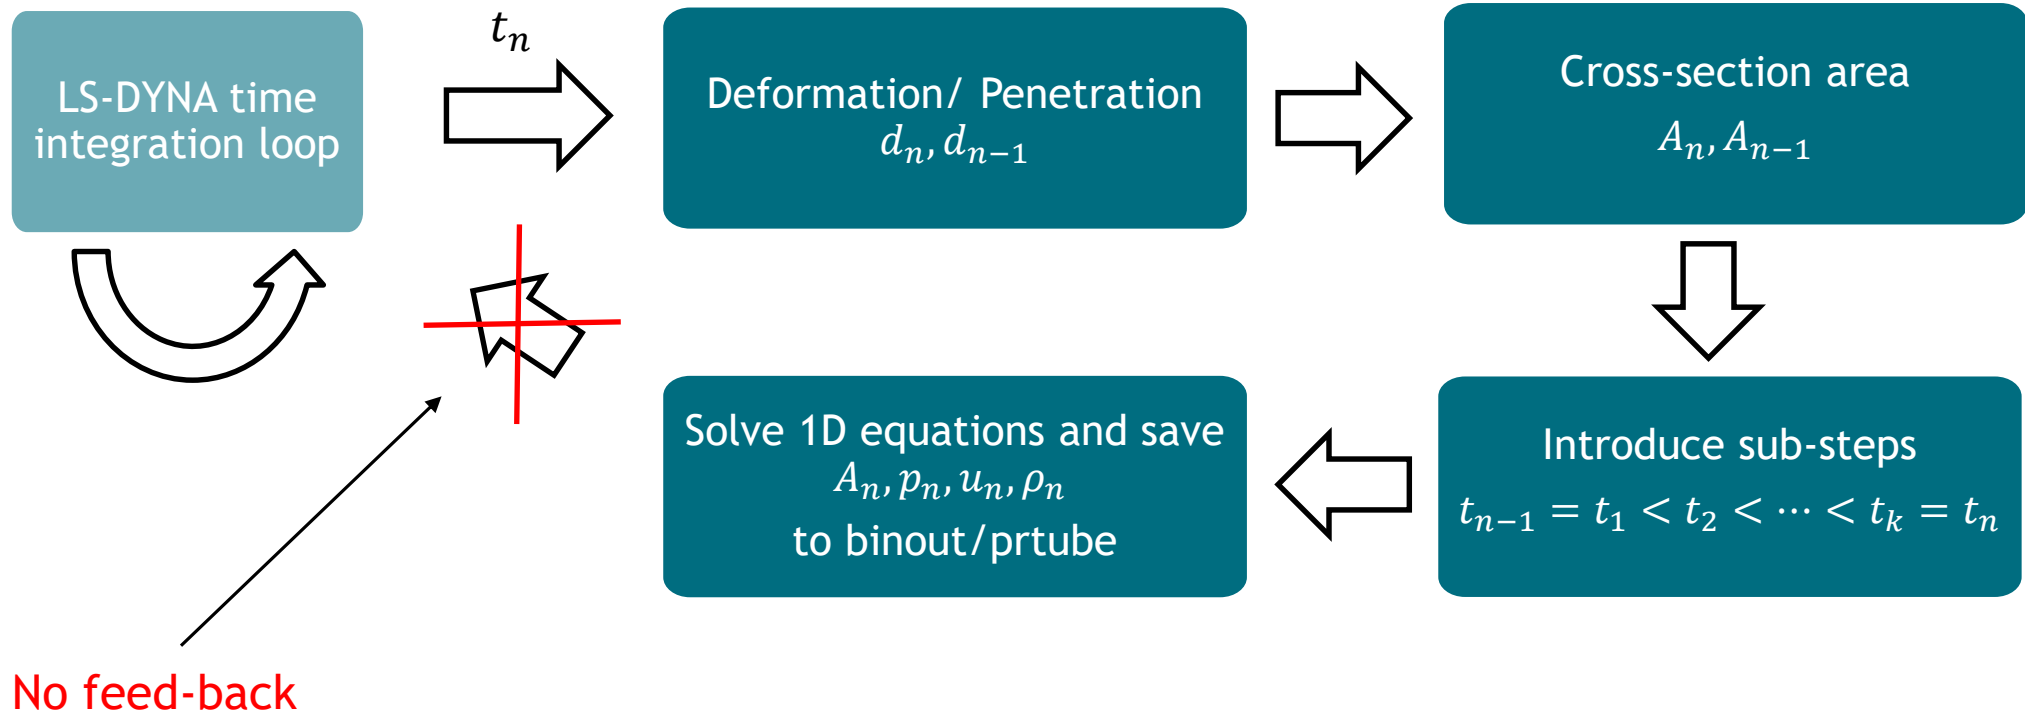 LS-DYNA time
integration loop
tₙ
Deformation/ Penetration
dₙ, dₙ₋₁
Cross-section area
Aₙ, Aₙ₋₁
Introduce sub-steps
tₙ₋₁ = t₁ < t₂ < ⋯ < tₖ = tₙ
Solve 1D equations and save
Aₙ, pₙ, uₙ, ρₙ
to binout/prtube
No feed-back